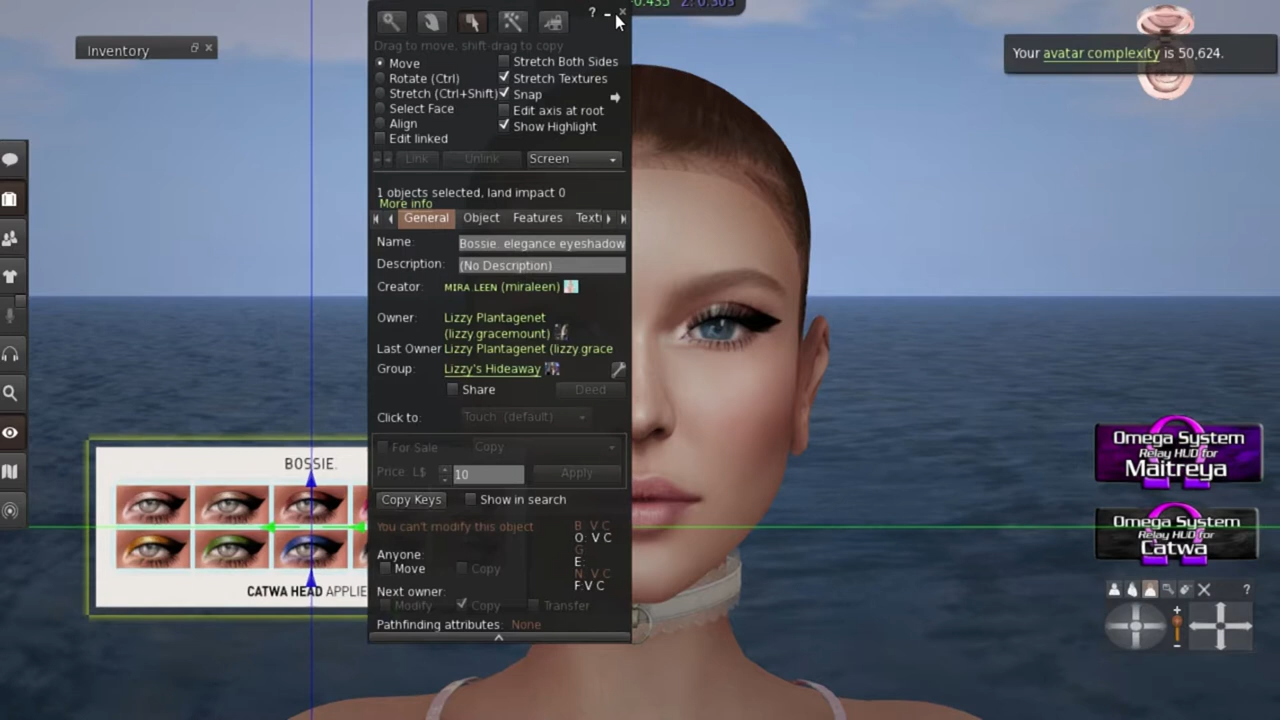 -0.435 Z: 0.303
?
Inventory
Your avatar complexity is 50,624.
Drag to move, shift-drag to copy
Move
Stretch Both Sides
Rotate (Ctrl)
Stretch Textures
Stretch (Ctrl+Shift)
Snap
Select Face
Edit axis at root
Align
Show Highlight
Edit linked
Link
Unlink
Screen
1 objects selected, land impact 0
More info
General
Object
Features
Textu
Name:
Bossie. elegance eyeshadow
Description:
(No Description)
Creator:
MIRA LEEN (miraleen)
Owner:
Lizzy Plantagenet
(lizzy.gracemount)
Last Owner
Lizzy Plantagenet (lizzy.grace
Group:
Lizzy's Hideaway
Share
Deed
Click to:
Touch (default)
For Sale
Copy
Price: L$
10
Apply
Copy Keys
Show in search
You can't modify this object
B: V C
O: V C
G
Anyone:
E:
Move
Copy
N: V C
F: V C
Next owner:
Modify
Copy
Transfer
Pathfinding attributes: None
BOSSIE.
CATWA HEAD APPLIE
Omega System
Relay HUD for
Maitreya
Omega System
Relay HUD for
Catwa
?
+
-